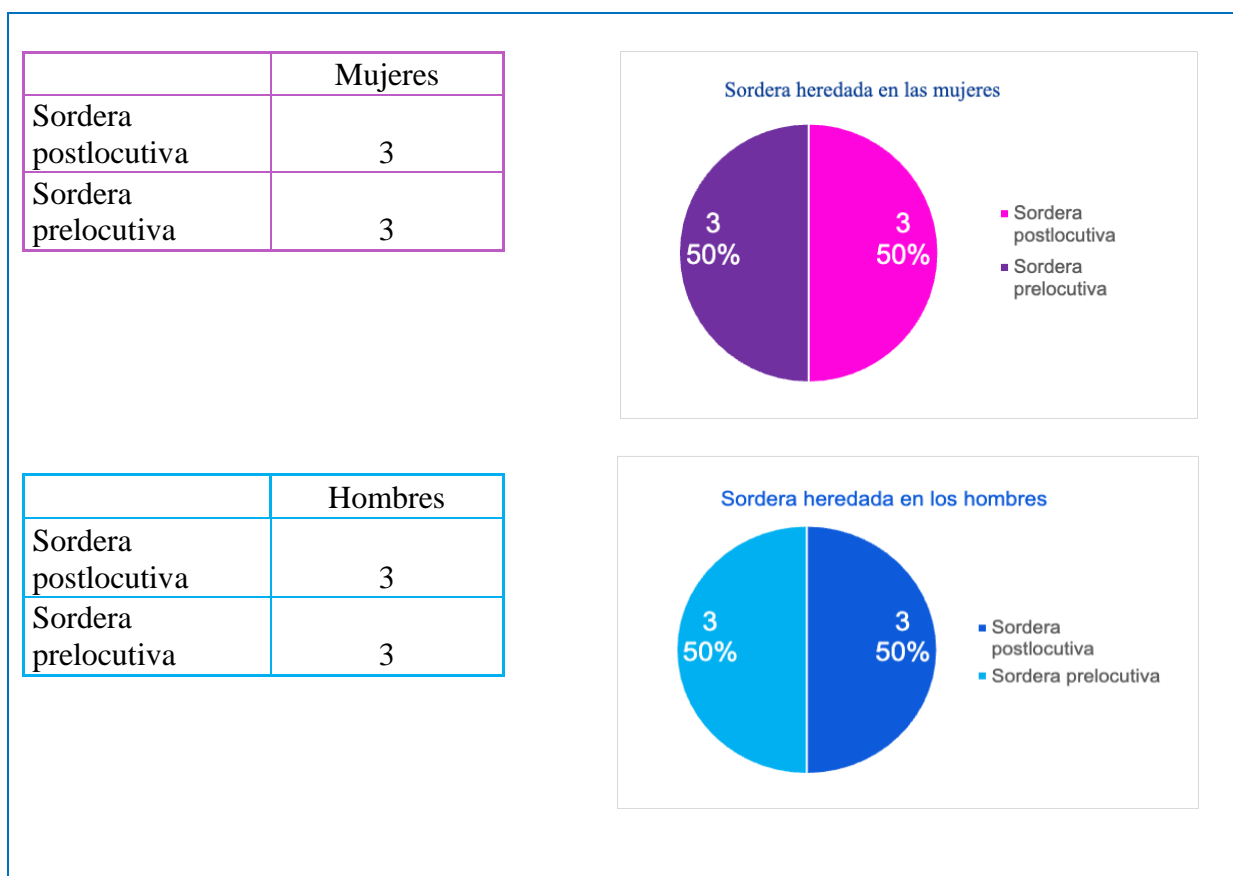 Mujeres
Sordera
postlocutiva 3
Sordera
prelocutiva 3
Sordera heredada en las mujeres
3
50%
3
50%
Sordera
postlocutiva
Sordera
prelocutiva
Hombres
Sordera
postlocutiva 3
Sordera
prelocutiva 3
Sordera heredada en los hombres
3
50%
3
50%
Sordera
postlocutiva
Sordera prelocutiva